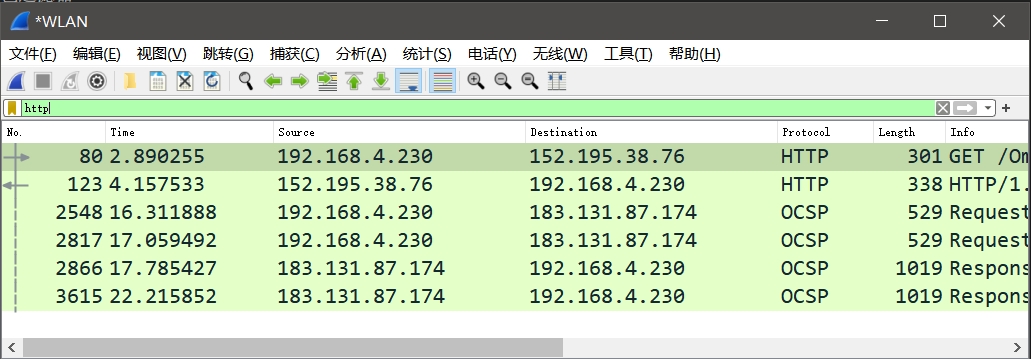 *WLAN
文件(F) 编辑(E) 视图(V) 跳转(G) 捕获(C) 分析(A) 统计(S) 电话(Y) 无线(W) 工具(T) 帮助(H)
http
No. Time Source Destination Protocol Length Info
80 2.890255 192.168.4.230 152.195.38.76 HTTP 301 GET /Om
123 4.157533 152.195.38.76 192.168.4.230 HTTP 338 HTTP/1.
2548 16.311888 192.168.4.230 183.131.87.174 OCSP 529 Request
2817 17.059492 192.168.4.230 183.131.87.174 OCSP 529 Request
2866 17.785427 183.131.87.174 192.168.4.230 OCSP 1019 Respons
3615 22.215852 183.131.87.174 192.168.4.230 OCSP 1019 Respons